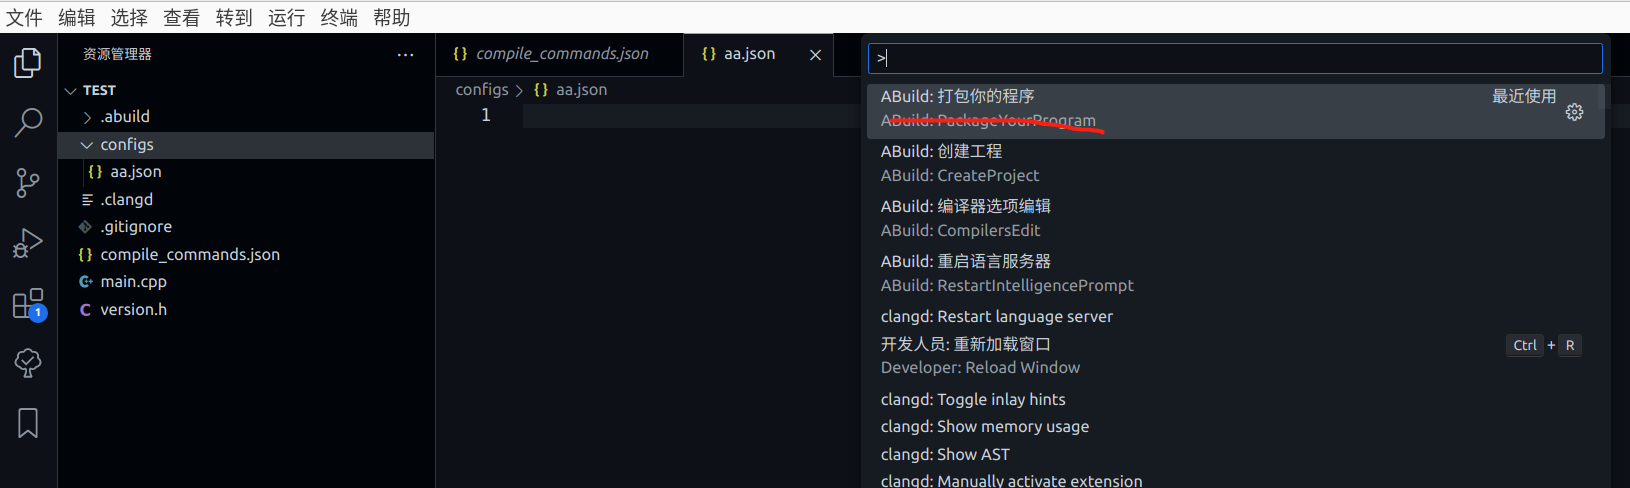 文件 编辑 选择 查看 转到 运行 终端 帮助
资源管理器 ...
TEST
.abuild
configs
{} aa.json
.clangd
.gitignore
{} compile_commands.json
main.cpp
C version.h
1
{} compile_commands.json {} aa.json ×
configs > {} aa.json
1
>
ABuild: 打包你的程序 最近使用
ABuild: PackageYourProgram
ABuild: 创建工程
ABuild: CreateProject
ABuild: 编译器选项编辑
ABuild: CompilersEdit
ABuild: 重启语言服务器
ABuild: RestartIntelligencePrompt
clangd: Restart language server
开发人员: 重新加载窗口 Ctrl + R
Developer: Reload Window
clangd: Toggle inlay hints
clangd: Show memory usage
clangd: Show AST
clangd: Manually activate extension